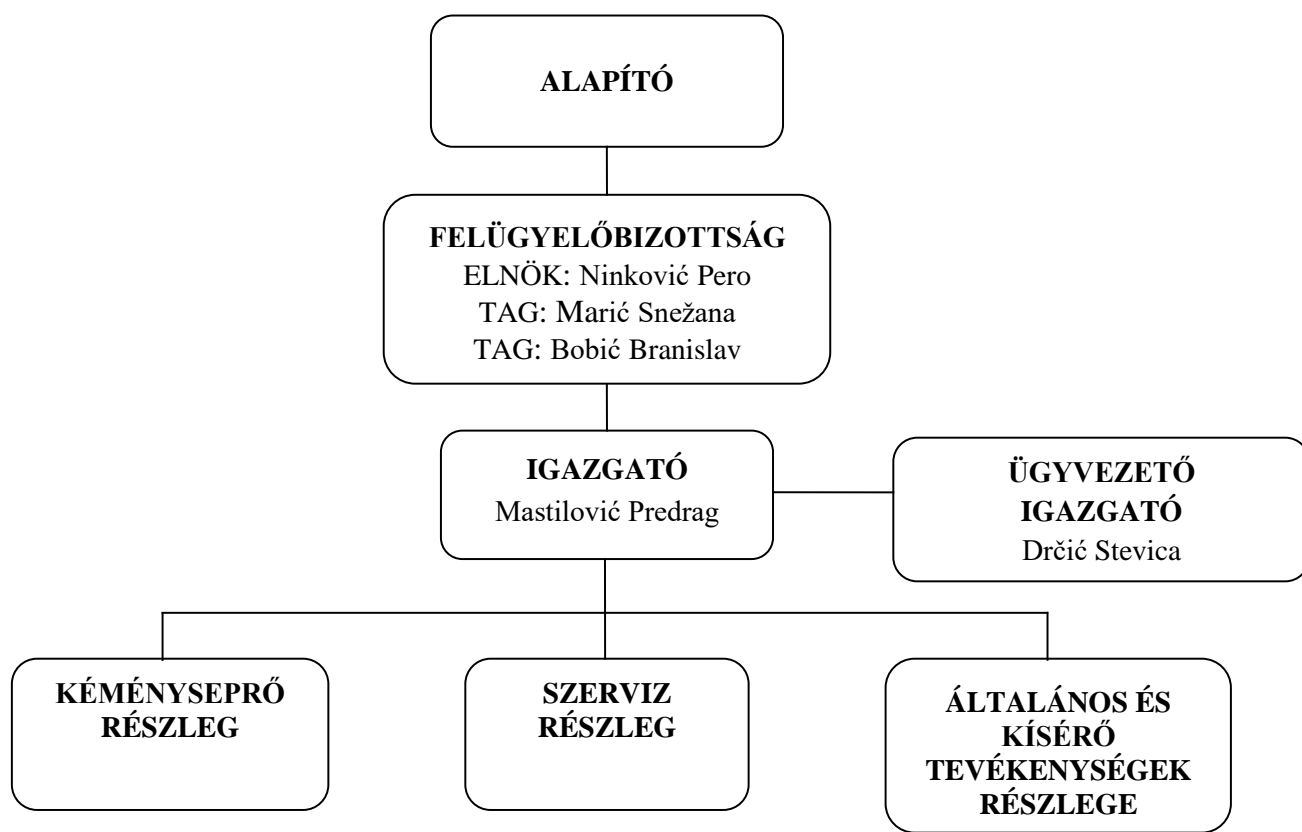 ALAPÍTÓ
FELÜGYELŐBIZOTTSÁG
ELNÖK: Ninković Pero
TAG: Marić Snežana
TAG: Bobić Branislav
IGAZGATÓ
Mastilović Predrag
ÜGYVEZETŐ
IGAZGATÓ
Drčić Stevica
KÉMÉNYSEPRŐ
RÉSZLEG
SZERVIZ
RÉSZLEG
ÁLTALÁNOS ÉS
KÍSÉRŐ
TEVÉKENYSÉGEK
RÉSZLEGE